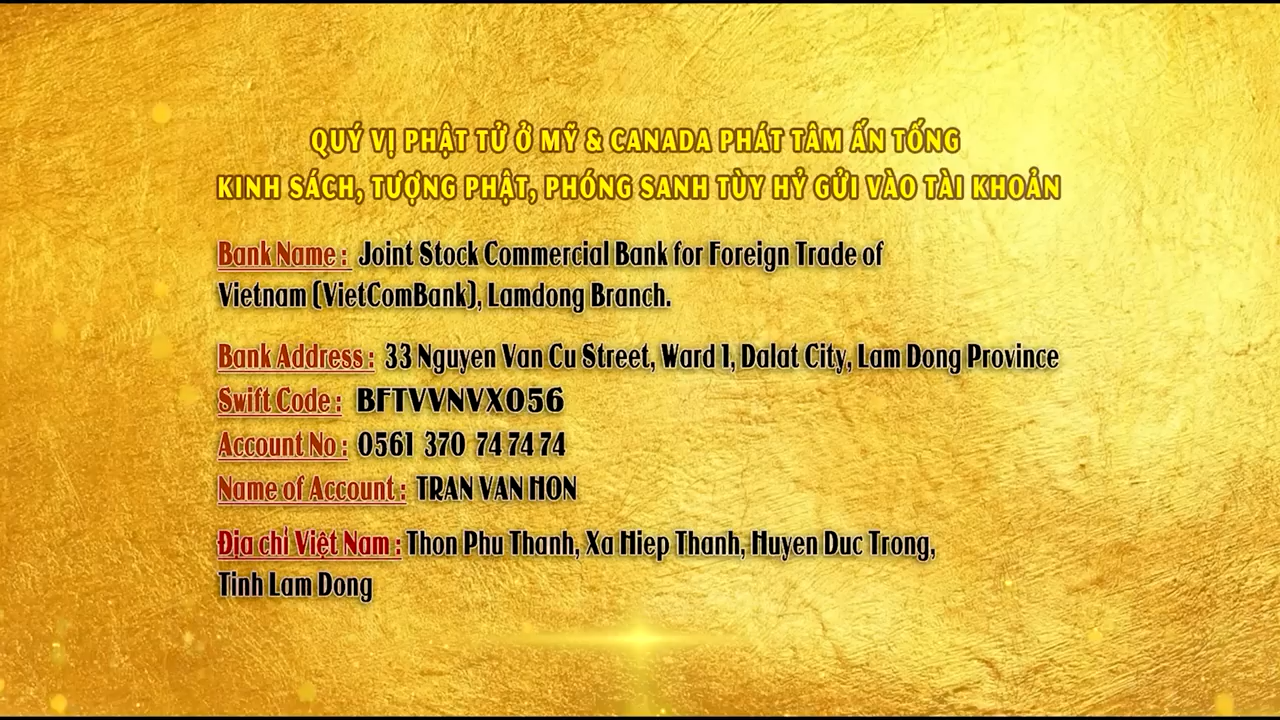 QUÝ VỊ PHẬT TỬ Ở MỸ & CANADA PHÁT TÂM ẤN TỐNG
KINH SÁCH, TƯỢNG PHẬT, PHÓNG SANH TÙY HỶ GỬI VÀO TÀI KHOẢN
Bank Name : Joint Stock Commercial Bank for Foreign Trade of
Vietnam (VietComBank), Lamdong Branch.
Bank Address : 33 Nguyen Van Cu Street, Ward 1, Dalat City, Lam Dong Province
Swift Code : BFTVVNVX056
Account No : 0561 370 74 74 74
Name of Account : TRAN VAN HON
Địa chỉ Việt Nam : Thon Phu Thanh, Xa Hiep Thanh, Huyen Duc Trong,
Tinh Lam Dong